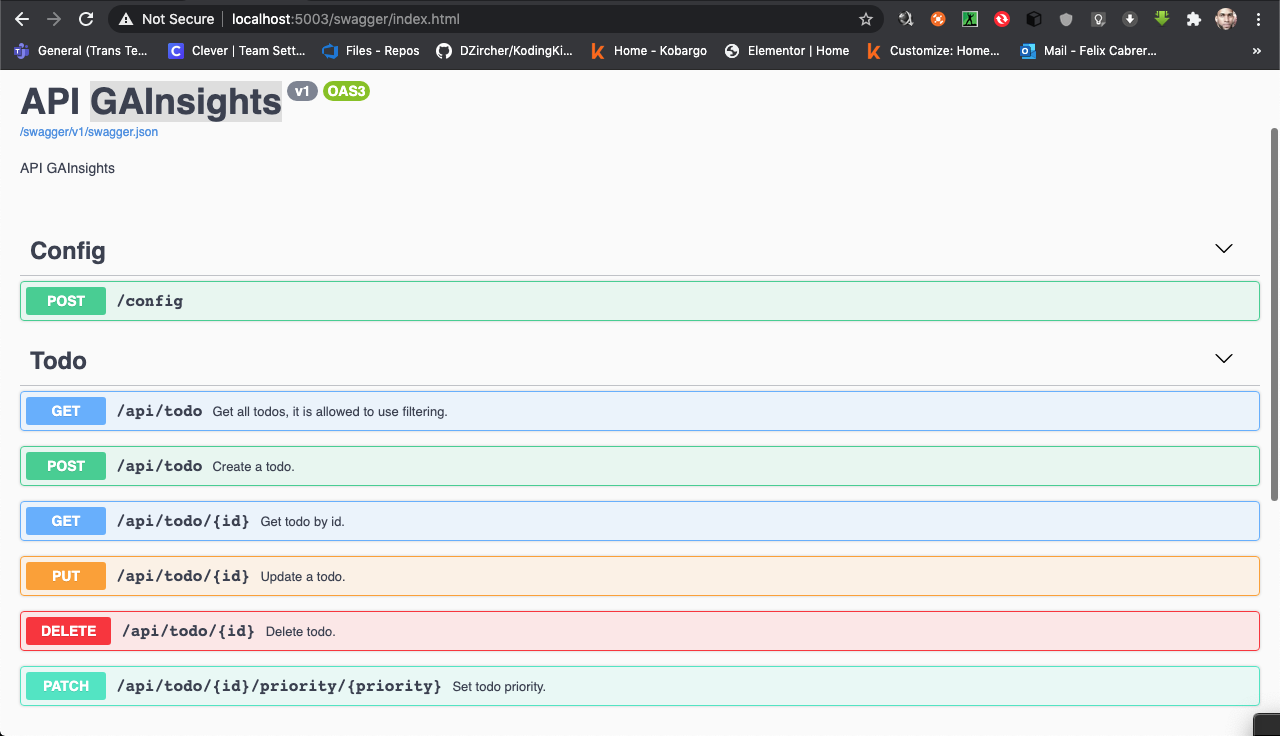 Not Secure localhost:5003/swagger/index.html
General (Trans Te... Clever | Team Sett... Files - Repos DZircher/KodingKi... Home - Kobargo Elementor | Home Customize: Home... Mail - Felix Cabrer... »
API GAInsights v1 OAS3
/swagger/v1/swagger.json
API GAInsights
Config
POST /config
Todo
GET /api/todo Get all todos, it is allowed to use filtering.
POST /api/todo Create a todo.
GET /api/todo/{id} Get todo by id.
PUT /api/todo/{id} Update a todo.
DELETE /api/todo/{id} Delete todo.
PATCH /api/todo/{id}/priority/{priority} Set todo priority.